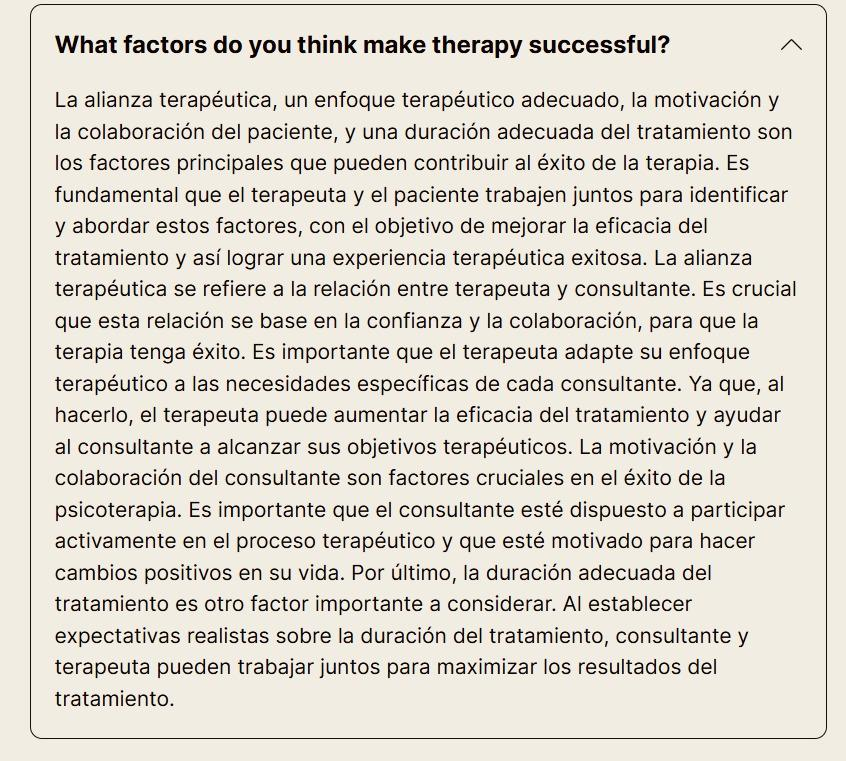 What factors do you think make therapy successful?
La alianza terapéutica, un enfoque terapéutico adecuado, la motivación y
la colaboración del paciente, y una duración adecuada del tratamiento son
los factores principales que pueden contribuir al éxito de la terapia. Es
fundamental que el terapeuta y el paciente trabajen juntos para identificar
y abordar estos factores, con el objetivo de mejorar la eficacia del
tratamiento y así lograr una experiencia terapéutica exitosa. La alianza
terapéutica se refiere a la relación entre terapeuta y consultante. Es crucial
que esta relación se base en la confianza y la colaboración, para que la
terapia tenga éxito. Es importante que el terapeuta adapte su enfoque
terapéutico a las necesidades específicas de cada consultante. Ya que, al
hacerlo, el terapeuta puede aumentar la eficacia del tratamiento y ayudar
al consultante a alcanzar sus objetivos terapéuticos. La motivación y la
colaboración del consultante son factores cruciales en el éxito de la
psicoterapia. Es importante que el consultante esté dispuesto a participar
activamente en el proceso terapéutico y que esté motivado para hacer
cambios positivos en su vida. Por último, la duración adecuada del
tratamiento es otro factor importante a considerar. Al establecer
expectativas realistas sobre la duración del tratamiento, consultante y
terapeuta pueden trabajar juntos para maximizar los resultados del
tratamiento.